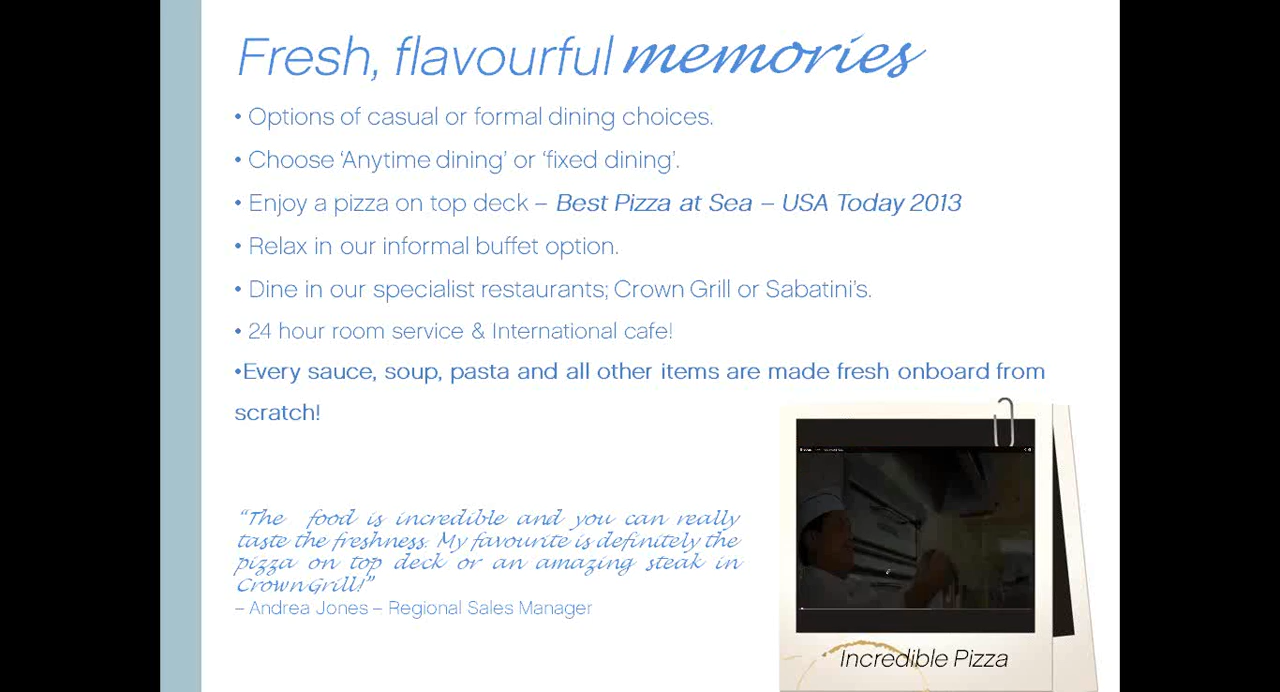 Fresh, flavourful memories
• Options of casual or formal dining choices.
• Choose ‘Anytime dining’ or ‘fixed dining’.
• Enjoy a pizza on top deck – Best Pizza at Sea – USA Today 2013
• Relax in our informal buffet option.
• Dine in our specialist restaurants; Crown Grill or Sabatini’s.
• 24 hour room service & International cafe!
•Every sauce, soup, pasta and all other items are made fresh onboard from
scratch!
“The food is incredible and you can really
taste the freshness. My favourite is definitely the
pizza on top deck or an amazing steak in
Crown Grill!”
– Andrea Jones – Regional Sales Manager
Incredible Pizza